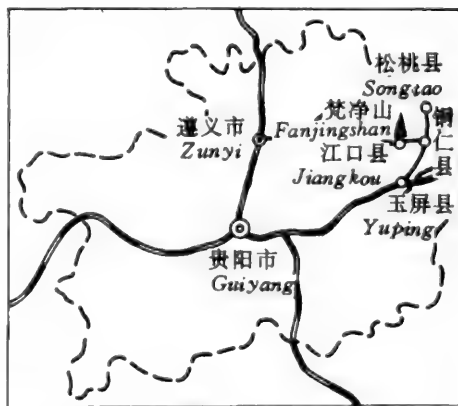 松桃县
Songtao
梵净山
Fanjingshan
铜仁县
遵义市
Zunyi
江口县
Jiangkou
玉屏县
Yuping
贵阳市
Guiyang